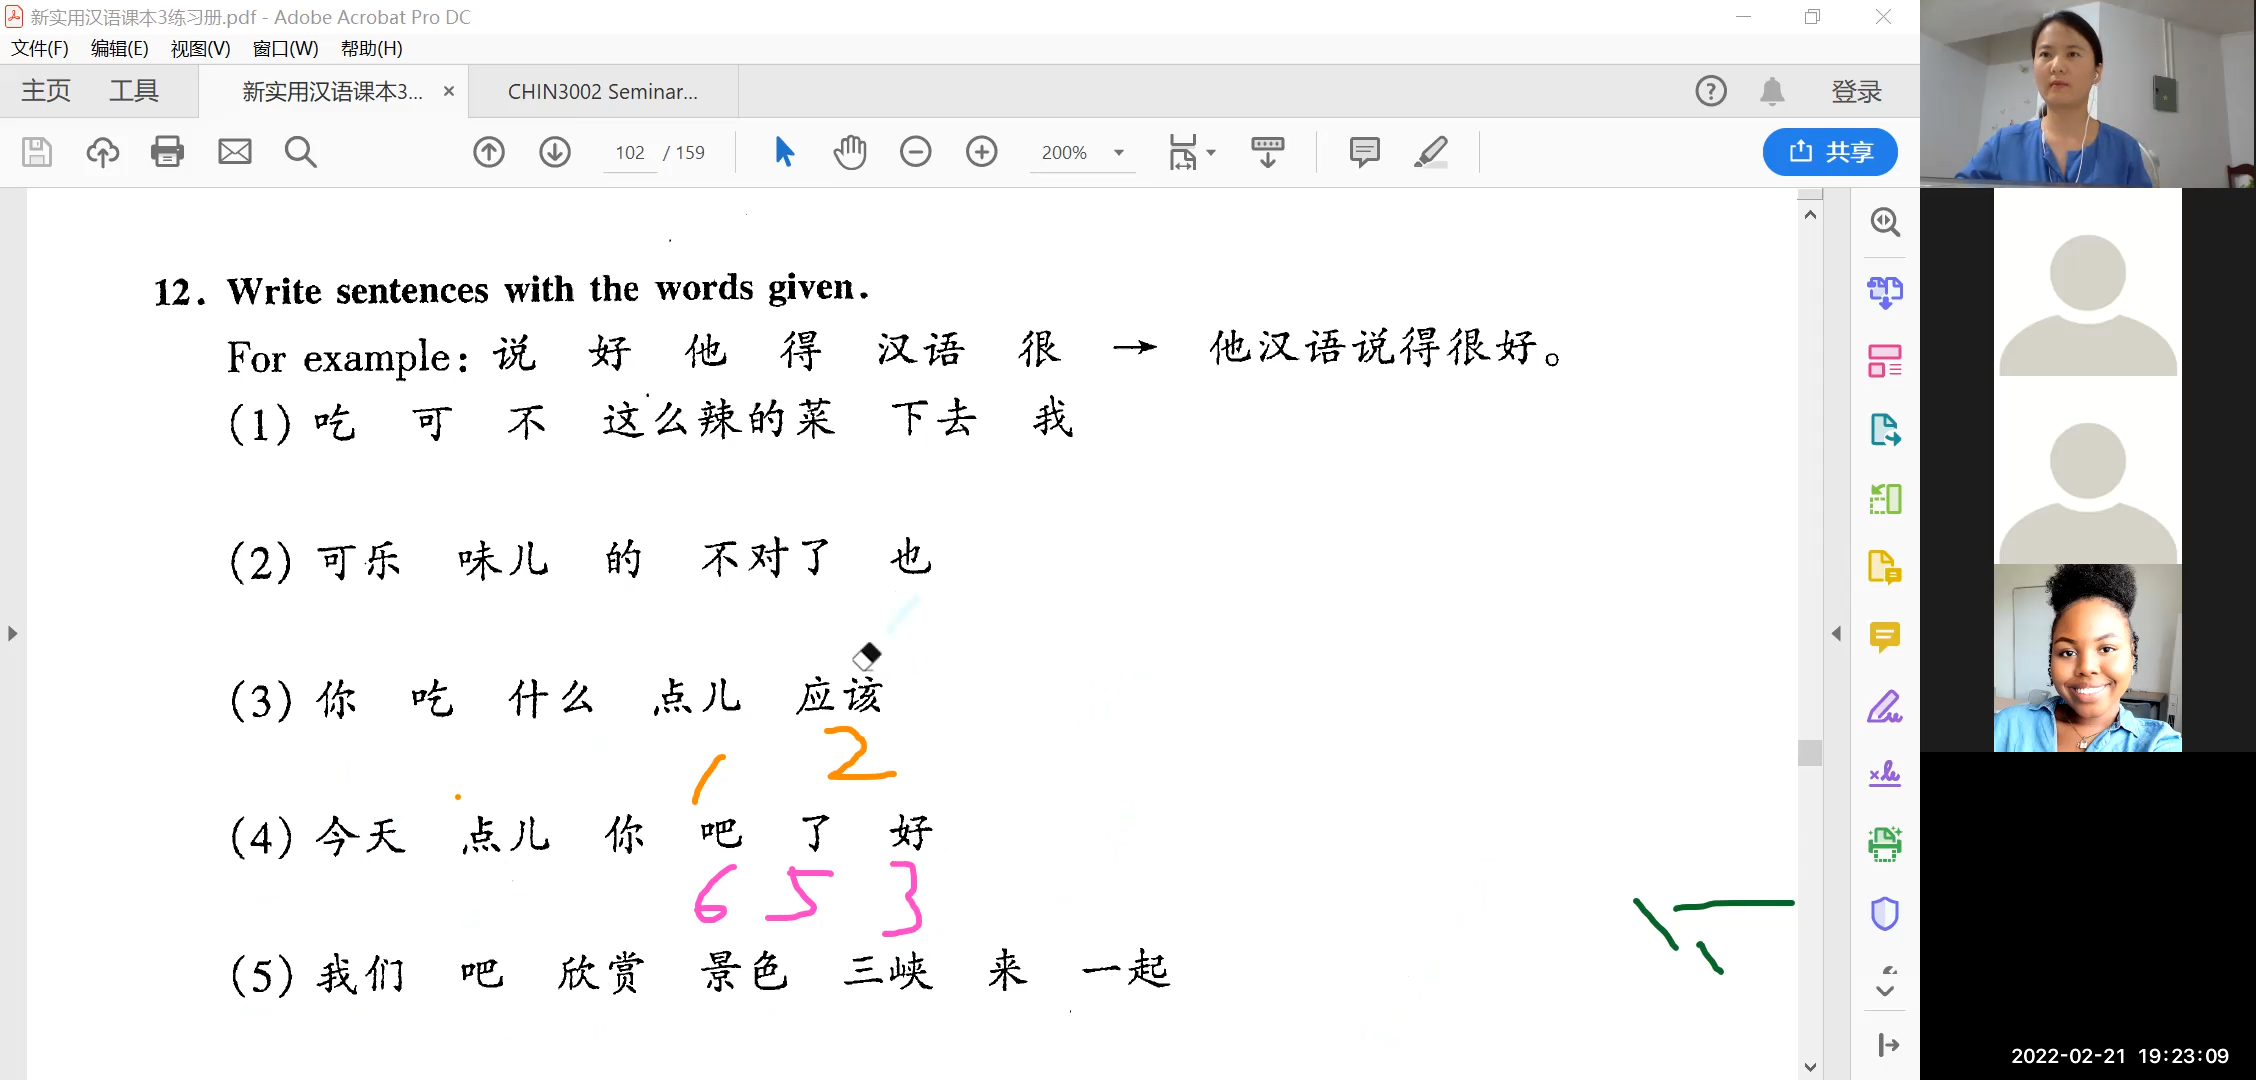 新实用汉语课本3练习册.pdf - Adobe Acrobat Pro DC
文件(F) 编辑(E) 视图(V) 窗口(W) 帮助(H)
主页 工具 新实用汉语课本3... × CHIN3002 Seminar... 登录
102 / 159 200% 共享
12. Write sentences with the words given.
For example: 说 好 他 得 汉语 很 → 他汉语说得很好。
(1) 吃 可 不 这么辣的菜 下去 我
(2) 可乐 味儿 的 不对了 也
(3) 你 吃 什么 点儿 应该
2
(4) 今天 点儿 你 吧 了 好
6 5 3
(5) 我们 吧 欣赏 景色 三峡 来 一起
2022-02-21 19:23:09